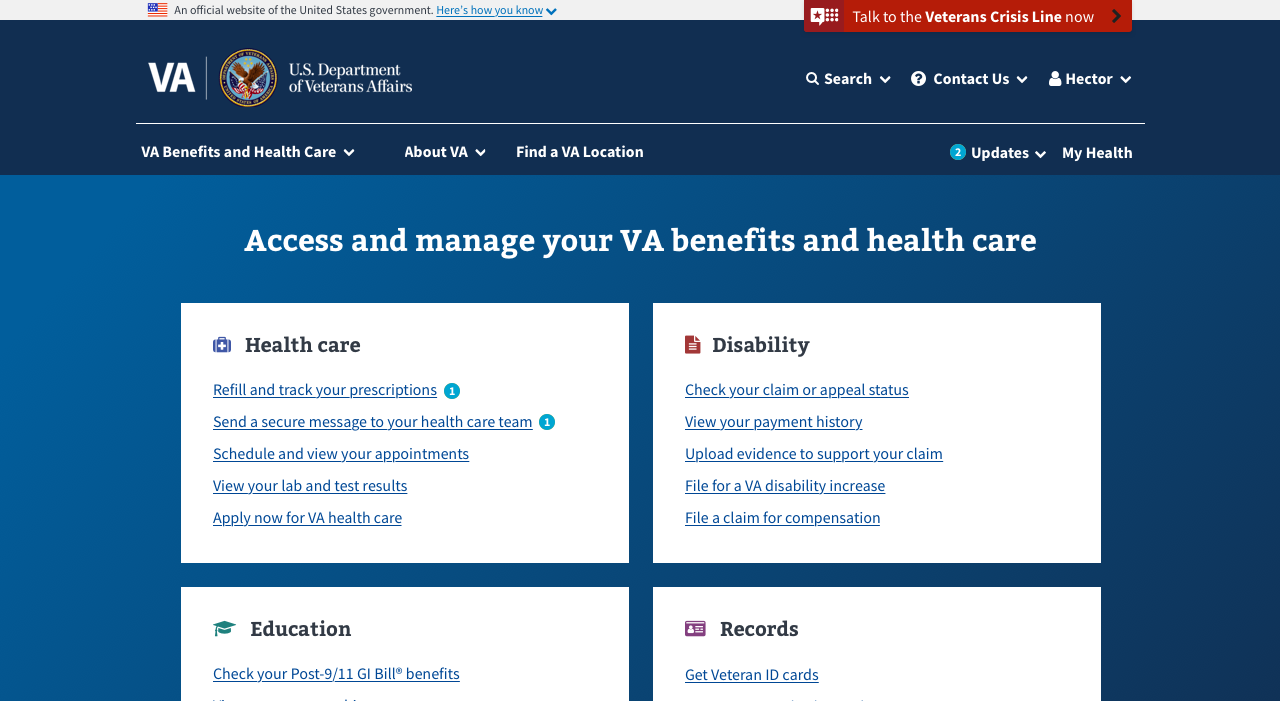 An official website of the United States government. Here's how you know
Talk to the Veterans Crisis Line now
VA
U.S. Department
of Veterans Affairs
Search
Contact Us
Hector
VA Benefits and Health Care
About VA
Find a VA Location
2 Updates
My Health
Access and manage your VA benefits and health care
Health care
Refill and track your prescriptions 1
Send a secure message to your health care team 1
Schedule and view your appointments
View your lab and test results
Apply now for VA health care
Disability
Check your claim or appeal status
View your payment history
Upload evidence to support your claim
File for a VA disability increase
File a claim for compensation
Education
Check your Post-9/11 GI Bill® benefits
Records
Get Veteran ID cards